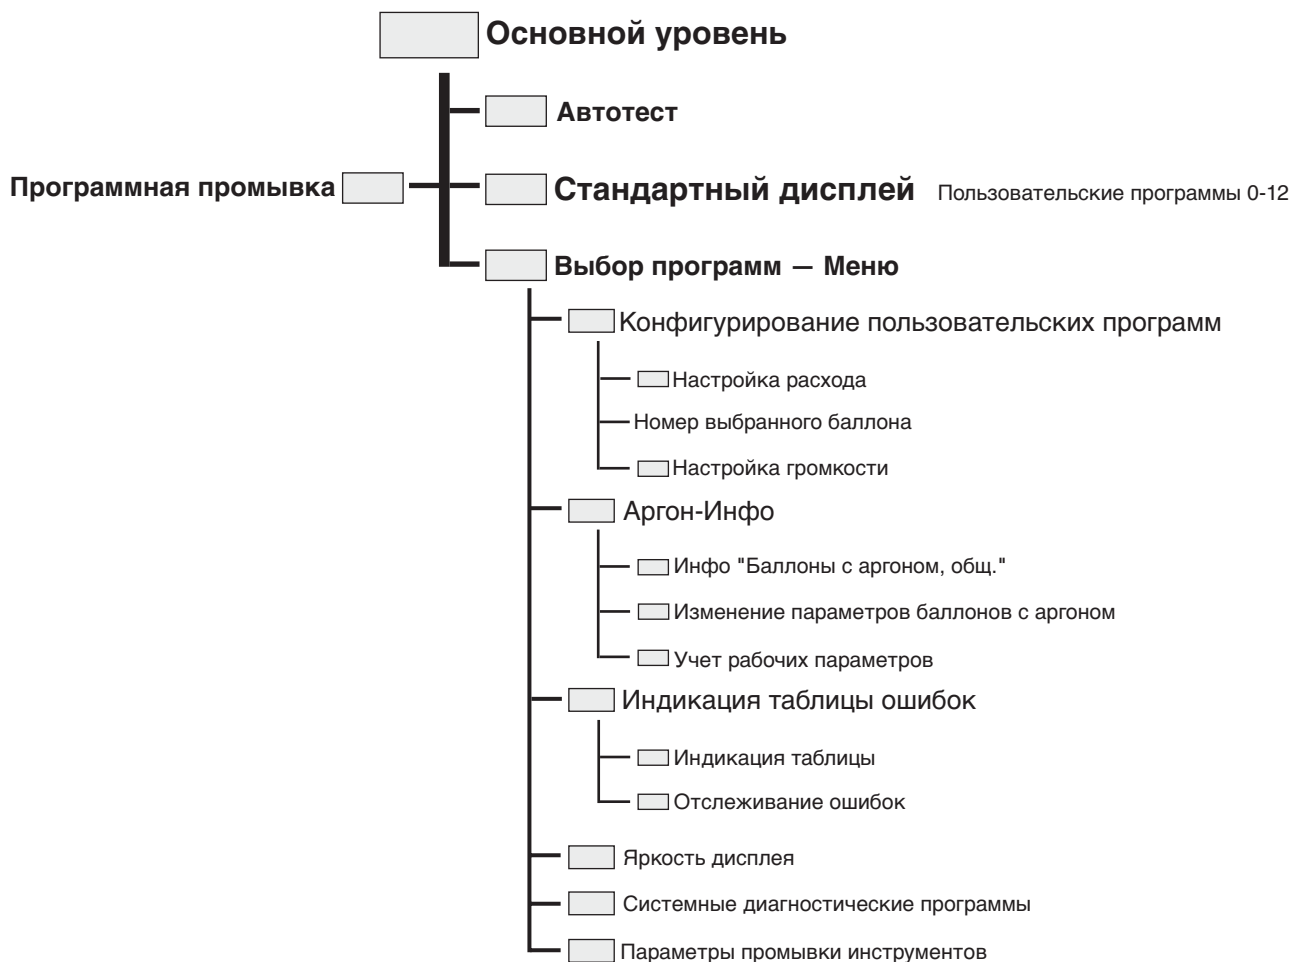 Основной уровень
Автотест
Программная промывка
Стандартный дисплей Пользовательские программы 0-12
Выбор программ — Меню
Конфигурирование пользовательских программ
Настройка расхода
Номер выбранного баллона
Настройка громкости
Аргон-Инфо
Инфо "Баллоны с аргоном, общ."
Изменение параметров баллонов с аргоном
Учет рабочих параметров
Индикация таблицы ошибок
Индикация таблицы
Отслеживание ошибок
Яркость дисплея
Системные диагностические программы
Параметры промывки инструментов